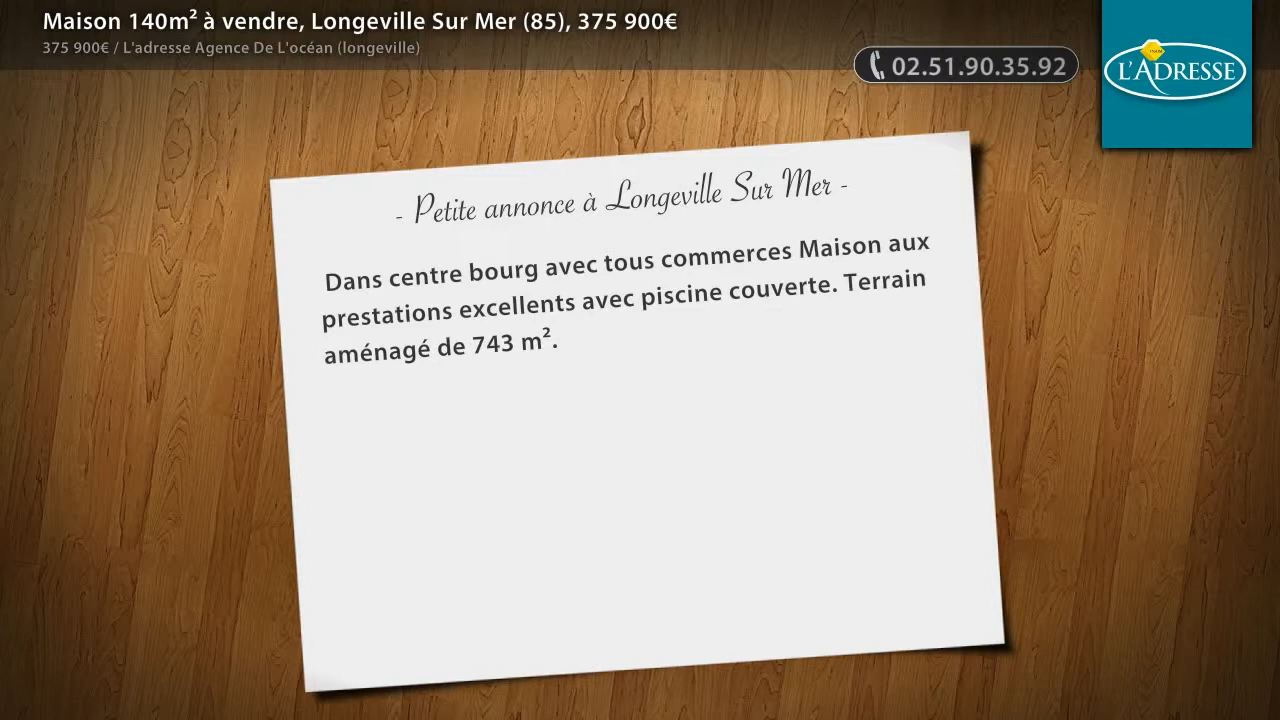 Maison 140m² à vendre, Longeville Sur Mer (85), 375 900€
375 900€ / L'adresse Agence De L'océan (longeville)
02.51.90.35.92
L'ADRESSE
- Petite annonce à Longeville Sur Mer -
Dans centre bourg avec tous commerces Maison aux
prestations excellents avec piscine couverte. Terrain
aménagé de 743 m².